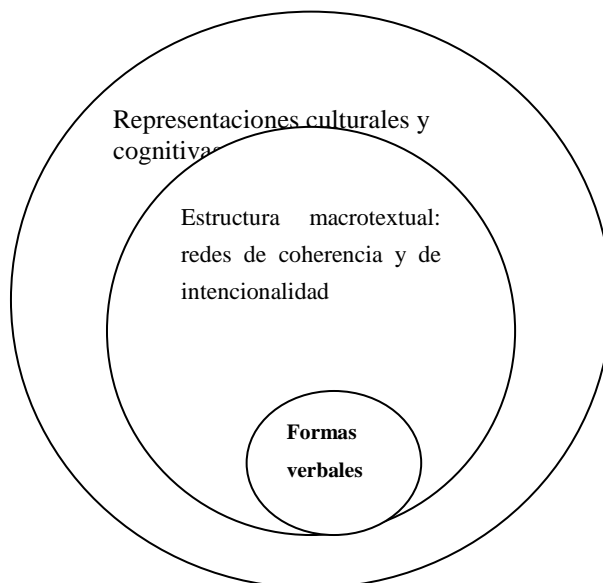 Representaciones culturales y
cognitivas
Estructura macrotextual:
redes de coherencia y de
intencionalidad
Formas
verbales